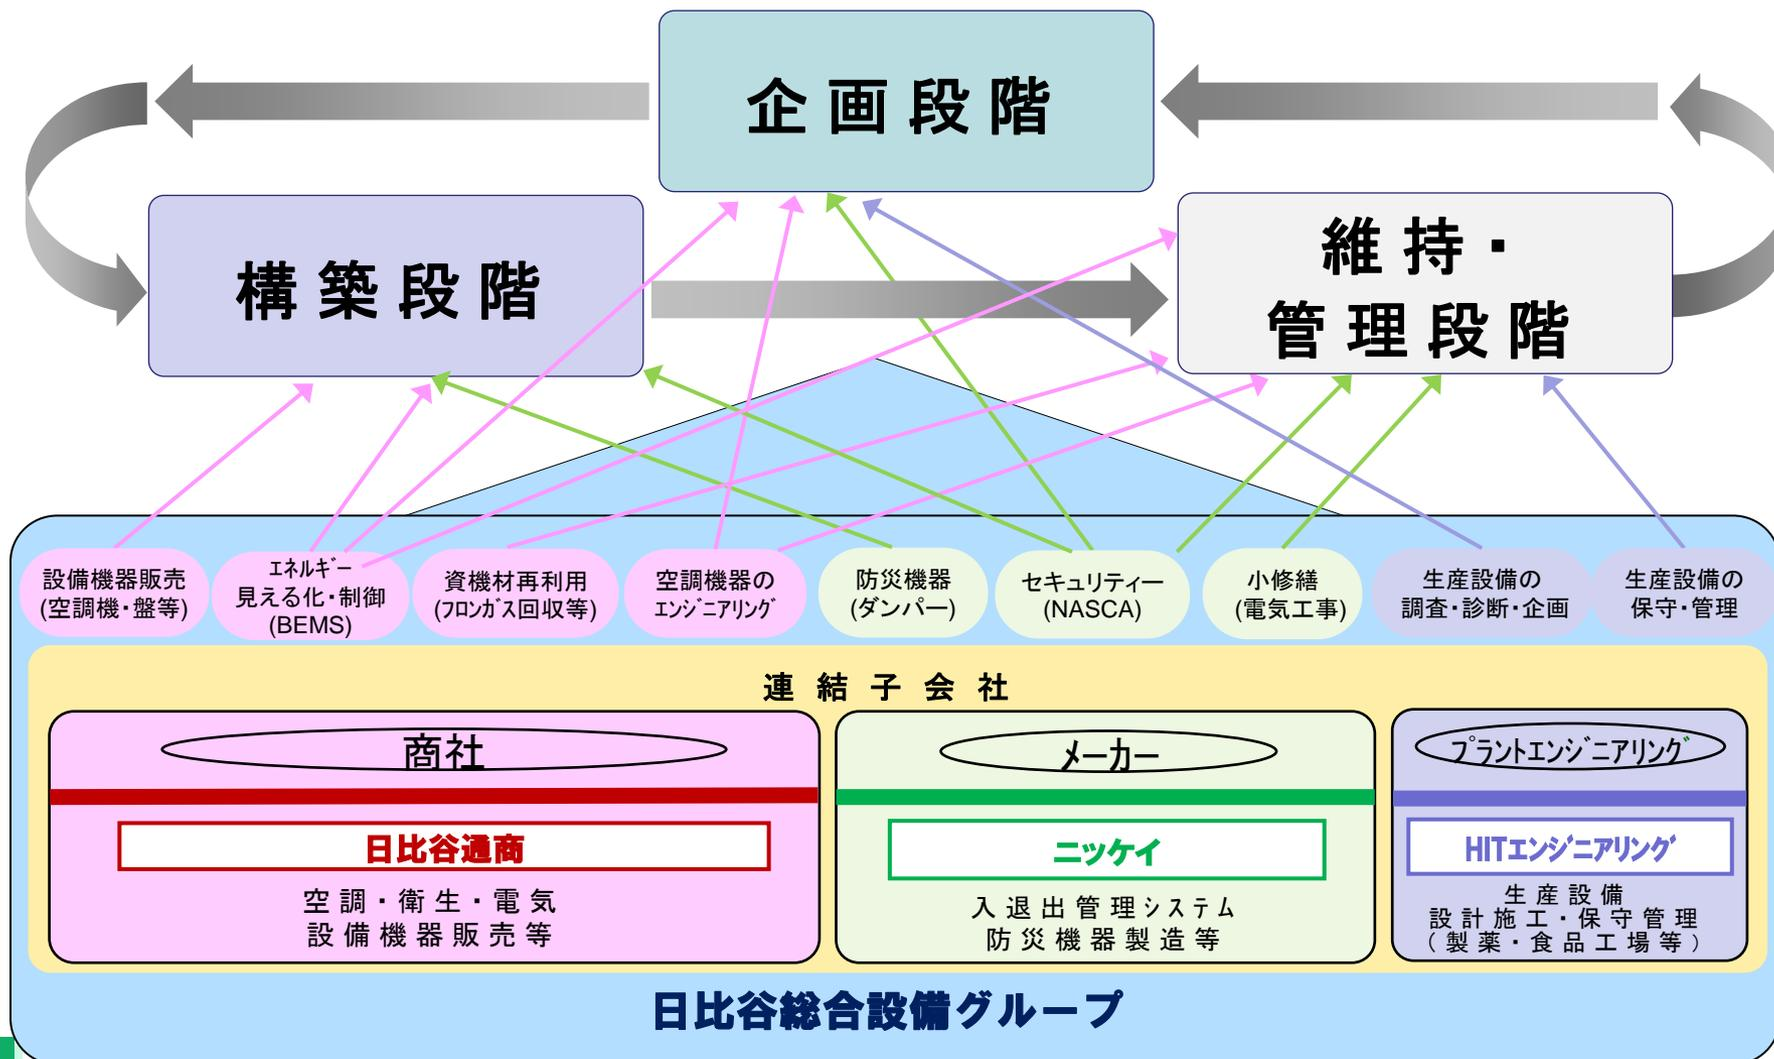 企画段階
構築段階
維持・
管理段階
設備機器販売
(空調機・盤等)
エネルギー
見える化・制御
(BEMS)
資機材再利用
(フロンガス回収等)
空調機器の
エンジニアリング
防災機器
(ダンパー)
セキュリティー
(NASCA)
小修繕
(電気工事)
生産設備の
調査・診断・企画
生産設備の
保守・管理
連結子会社
商社
メーカー
プラントエンジニアリング
日比谷通商
ニッケイ
HITエンジニアリング
空調・衛生・電気
設備機器販売等
入退出管理システム
防災機器製造等
生産設備
設計施工・保守管理
(製薬・食品工場等)
日比谷総合設備グループ